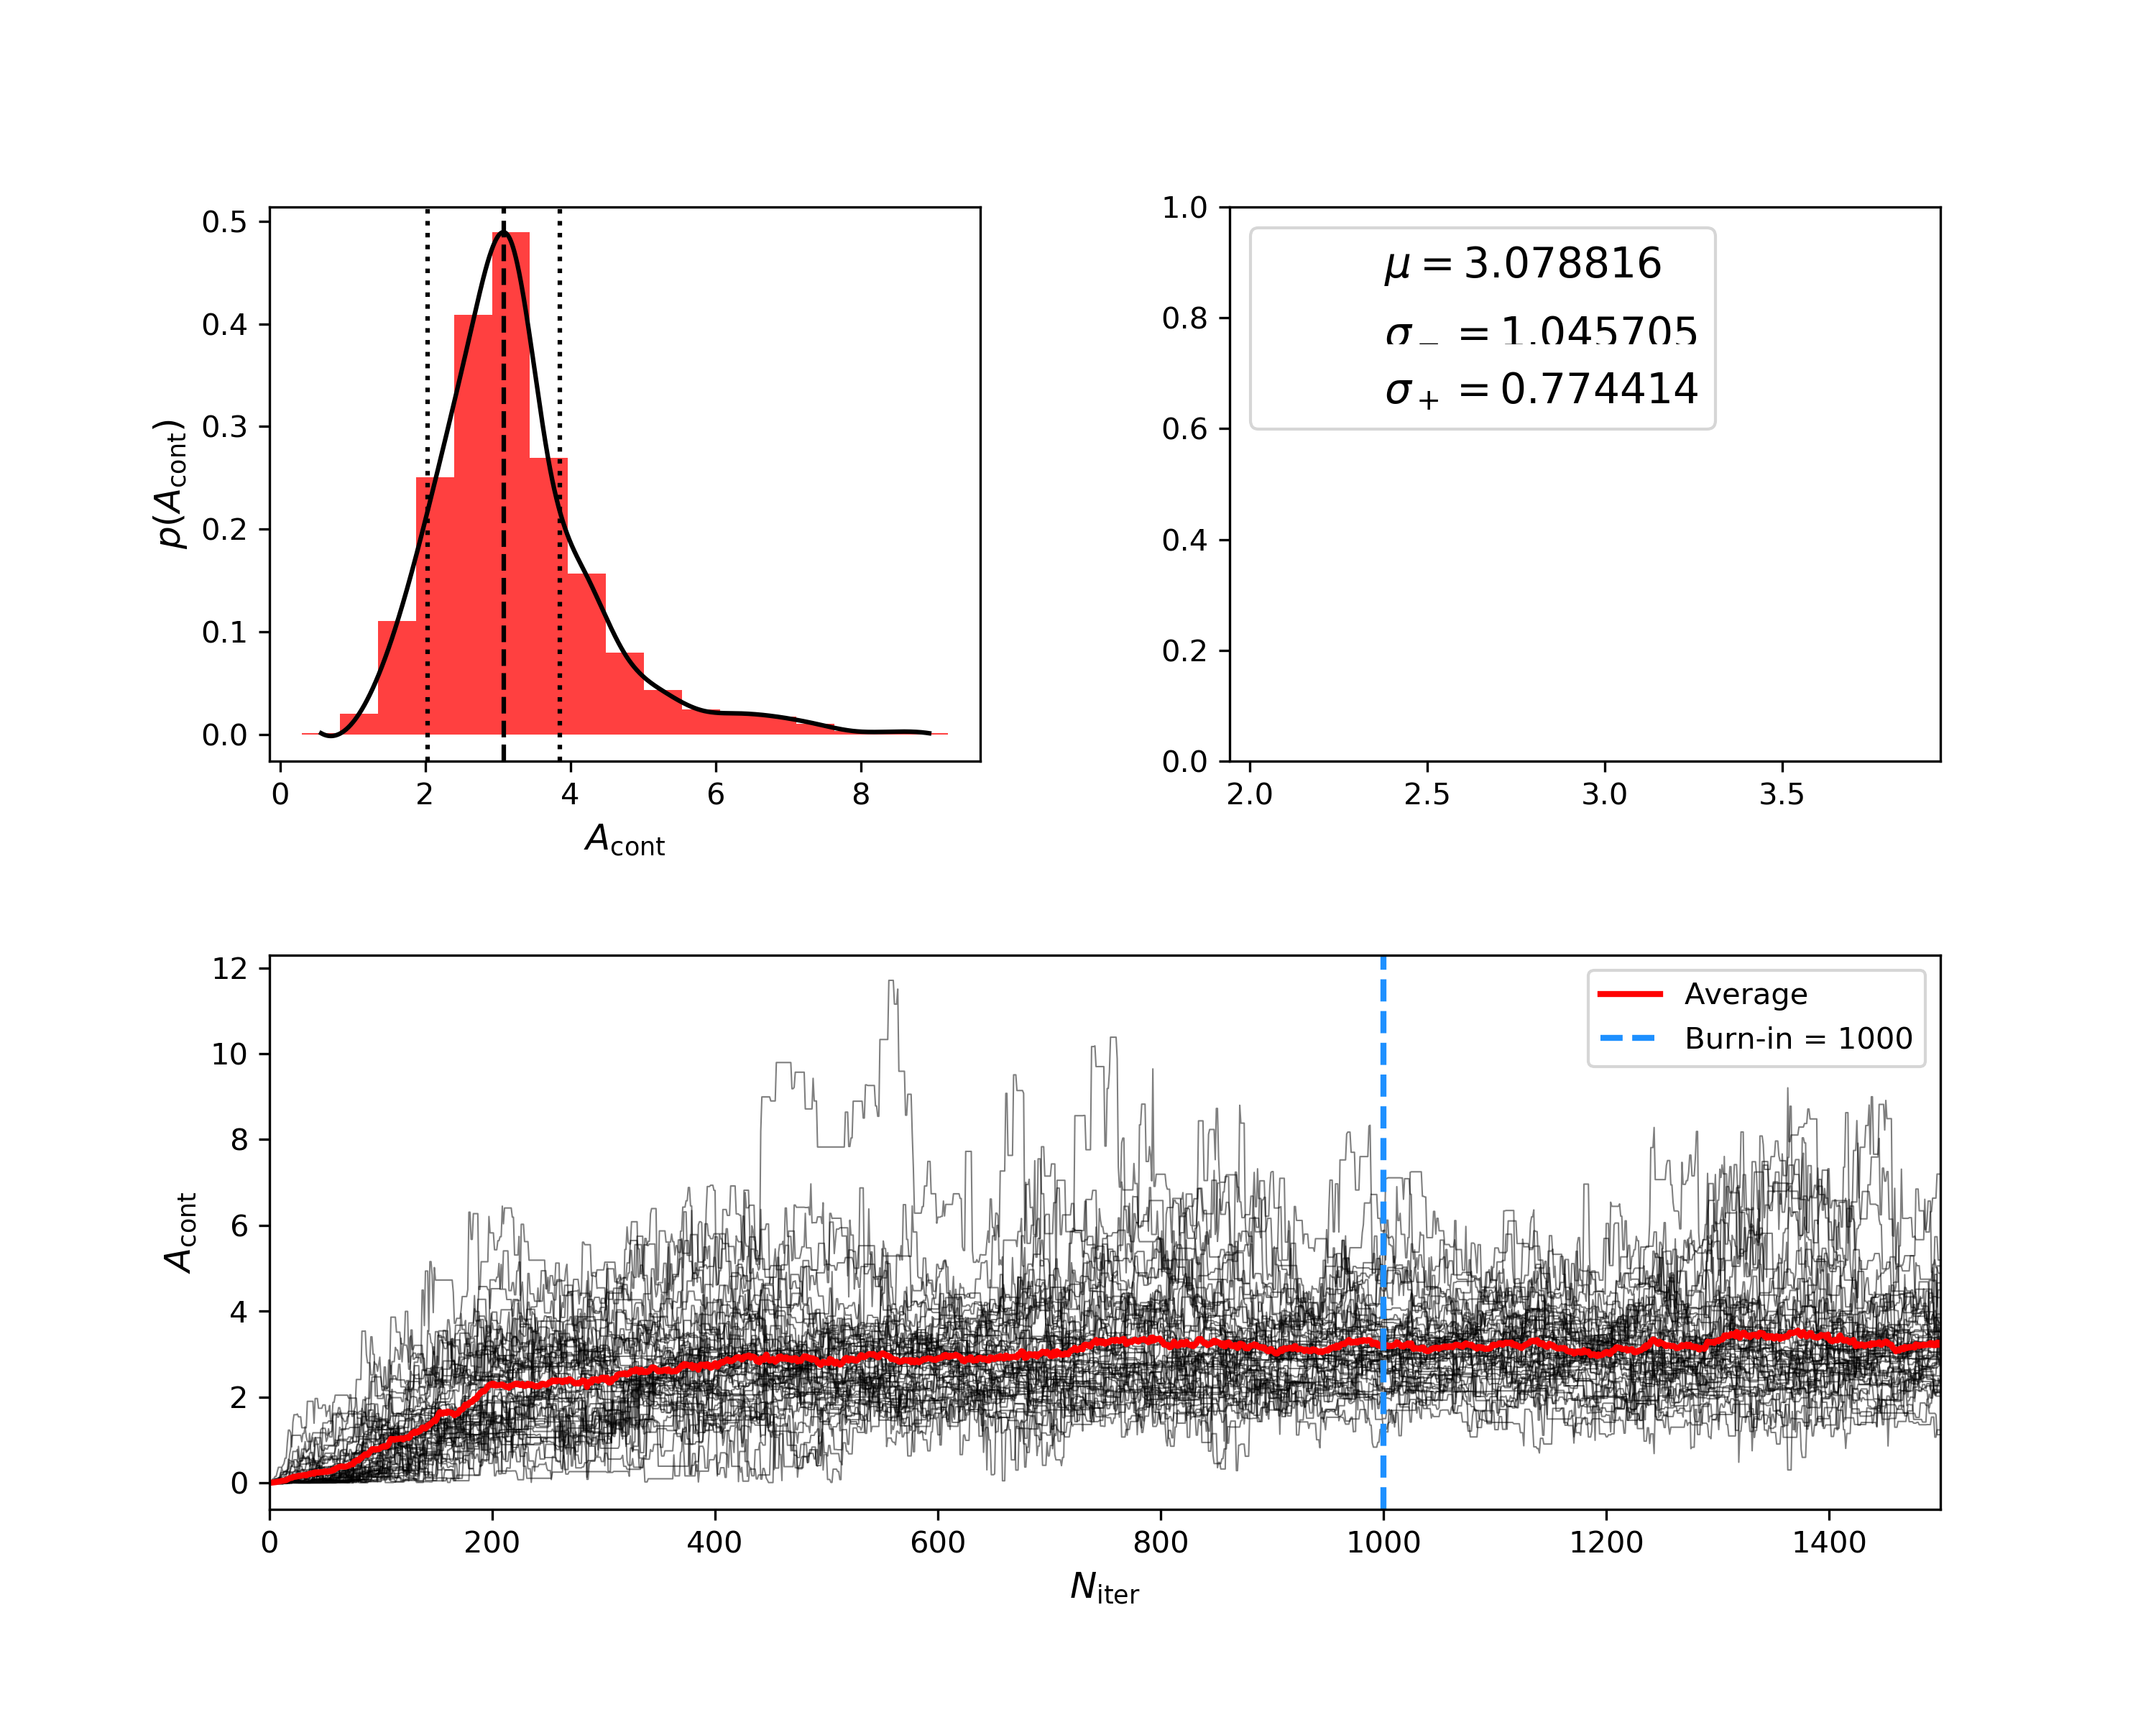 0.5
0.4
0.3
0.2
0.1
0.0
p(A_cont)
0 2 4 6 8
A_cont
1.0
0.8
0.6
0.4
0.2
0.0
μ = 3.078816
σ_− = 1.045705
σ_+ = 0.774414
2.0 2.5 3.0 3.5
12
10
8
6
4
2
0
A_cont
Average
Burn-in = 1000
0 200 400 600 800 1000 1200 1400
N_iter